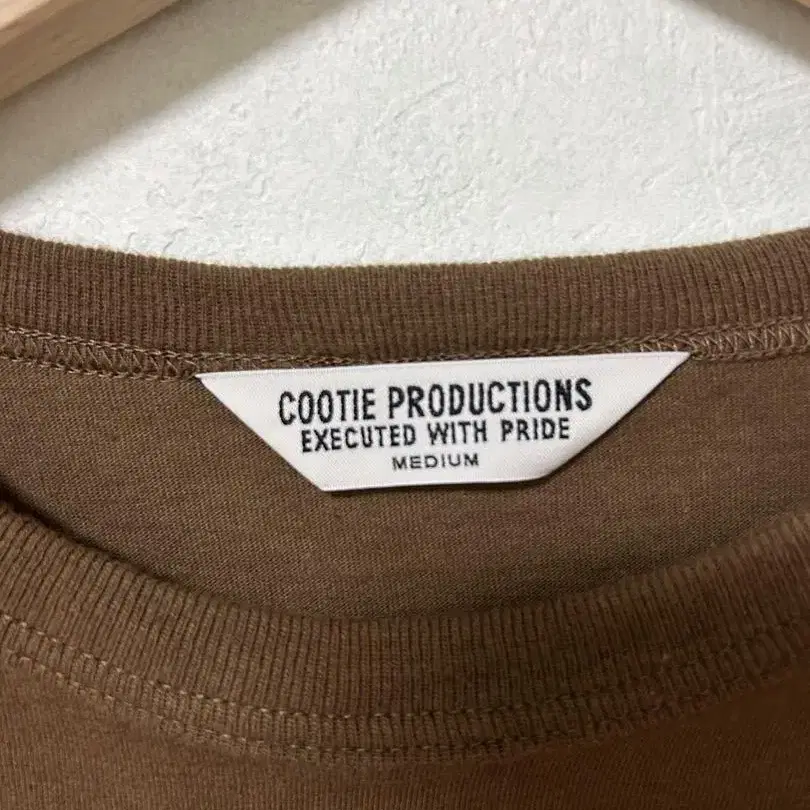 COOTIE PRODUCTIONS
EXECUTED WITH PRIDE
MEDIUM